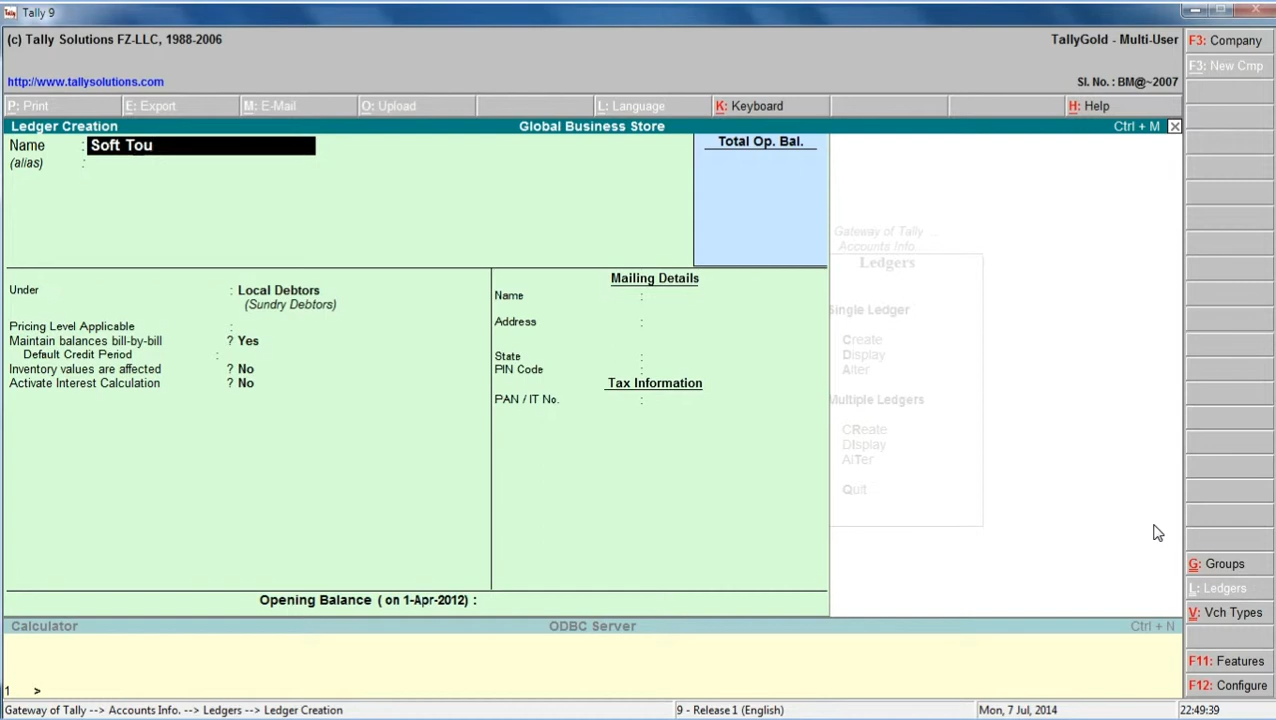 Tally 9
(c) Tally Solutions FZ-LLC, 1988-2006
TallyGold - Multi-User
http://www.tallysolutions.com
Sl. No. : BM@~2007
P: Print
E: Export
M: E-Mail
O: Upload
L: Language
K: Keyboard
H: Help
Ledger Creation
Global Business Store
Ctrl + M
Name : Soft Tou
(alias) :
Total Op. Bal.
Under : Local Debtors
(Sundry Debtors)
Pricing Level Applicable :
Maintain balances bill-by-bill ? Yes
Default Credit Period :
Inventory values are affected ? No
Activate Interest Calculation ? No
Mailing Details
Name :
Address :
State :
PIN Code :
Tax Information
PAN / IT No. :
Opening Balance ( on 1-Apr-2012) :
Gateway of Tally ...
Accounts Info. ...
Ledgers
Single Ledger
Create
Display
Alter
Multiple Ledgers
CReate
DIsplay
AlTer
Quit
F3: Company
F3: New Cmp
G: Groups
L: Ledgers
V: Vch Types
F11: Features
F12: Configure
Calculator
ODBC Server
Ctrl + N
1 >
Gateway of Tally --> Accounts Info. --> Ledgers --> Ledger Creation
9 - Release 1 (English)
Mon, 7 Jul, 2014
22:49:39